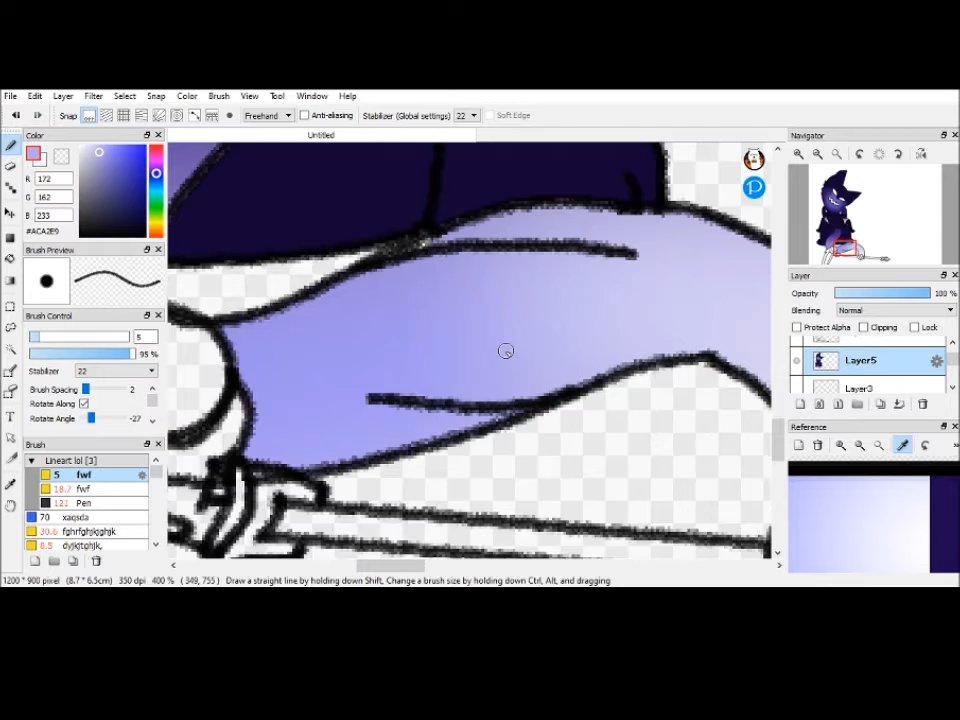 File Edit Layer Filter Select Snap Color Brush View Tool Window Help
Snap off Freehand Anti-aliasing Stabilizer (Global settings) 22 Soft Edge
Color
Untitled
Navigator
R 172
G 162
B 233
#ACA2E9
Brush Preview
Brush Control
5
95 %
Stabilizer 22
Brush Spacing 2
Rotate Along
Rotate Angle -27
Brush
Lineart lol [3]
5 fwf
18.7 fwf
121 Pen
70 xaqsda
30.6 fghrfghjkjghjk
8.5 dyjkjtghjk,
Layer
Opacity 100 %
Blending Normal
Protect Alpha Clipping Lock
Layer5
Layer3
Reference
1200 * 900 pixel (8.7 * 6.5cm) 350 dpi 400 % ( 349, 755 ) Draw a straight line by holding down Shift, Change a brush size by holding down Ctrl, Alt, and dragging